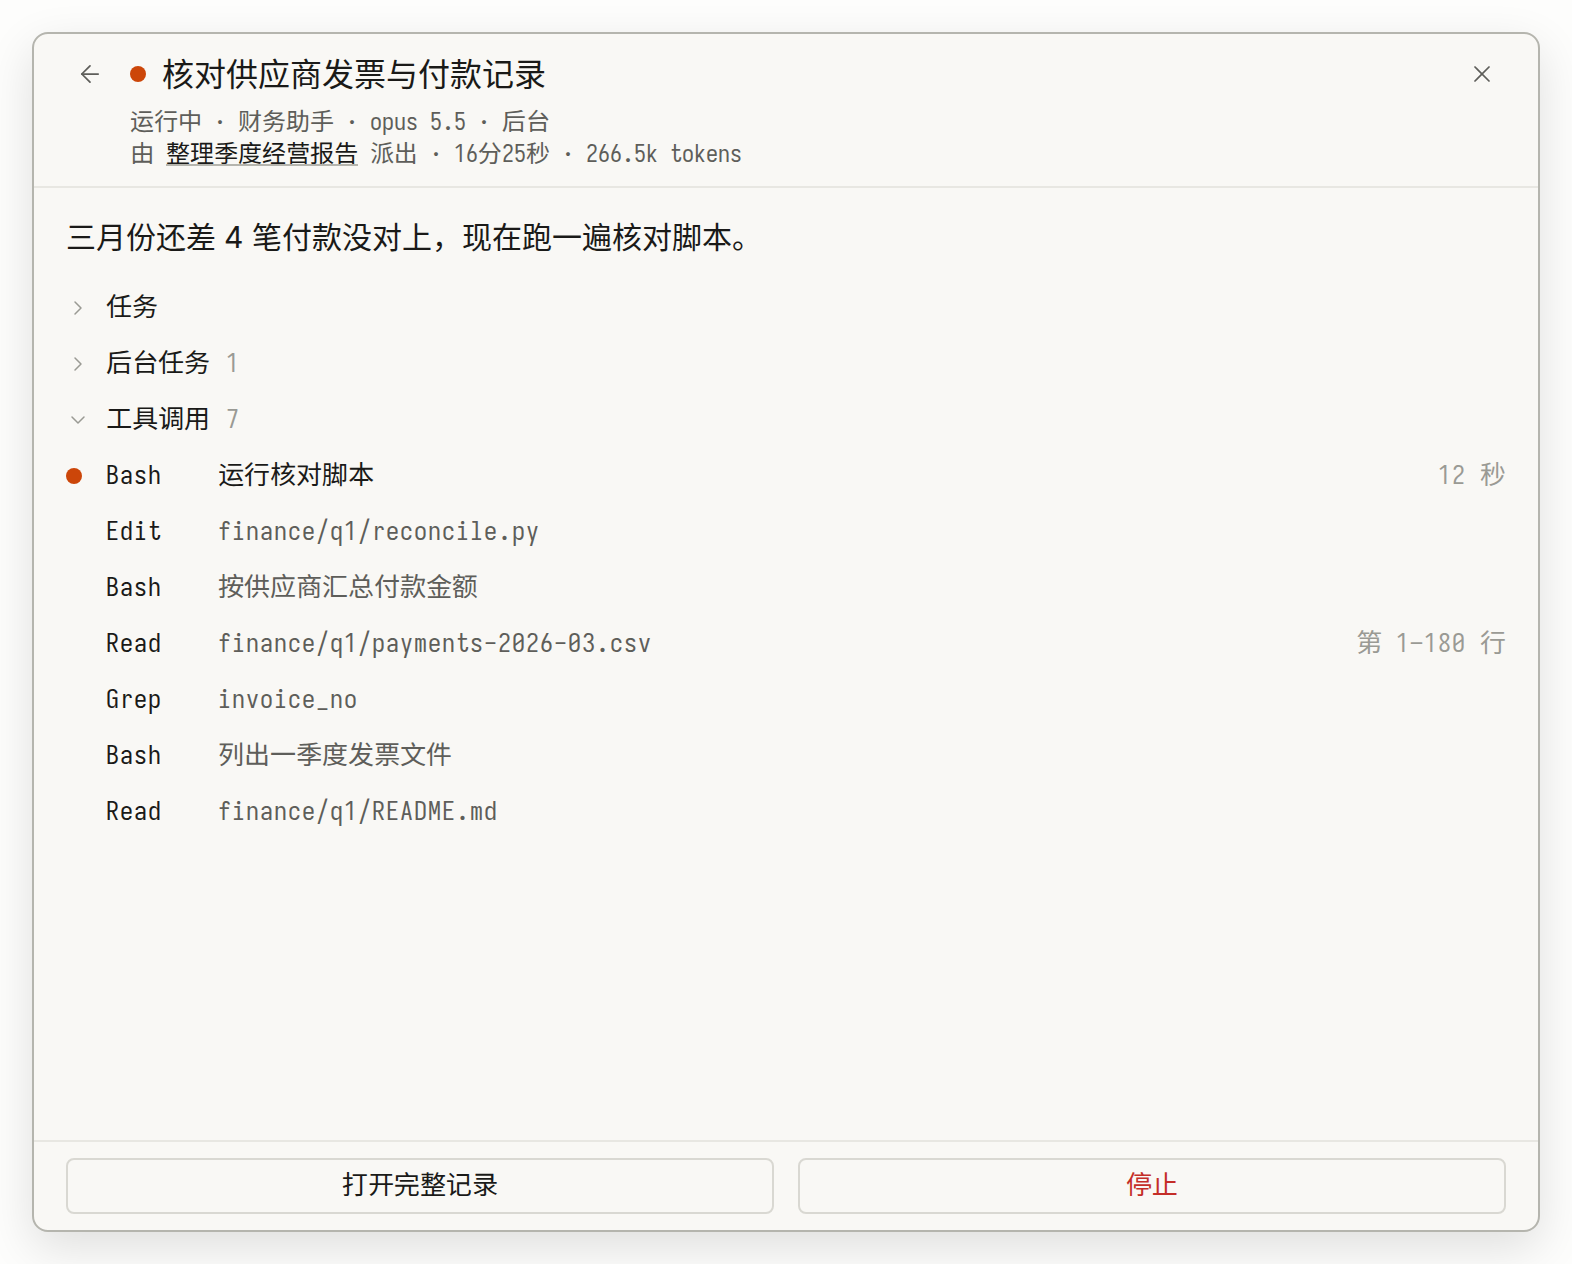 核对供应商发票与付款记录
运行中 · 财务助手 · opus 5.5 · 后台
由 整理季度经营报告 派出 · 16分25秒 · 266.5k tokens
三月份还差 4 笔付款没对上，现在跑一遍核对脚本。
任务
后台任务 1
工具调用 7
Bash 运行核对脚本 12 秒
Edit finance/q1/reconcile.py
Bash 按供应商汇总付款金额
Read finance/q1/payments-2026-03.csv 第 1-180 行
Grep invoice_no
Bash 列出一季度发票文件
Read finance/q1/README.md
打开完整记录 停止